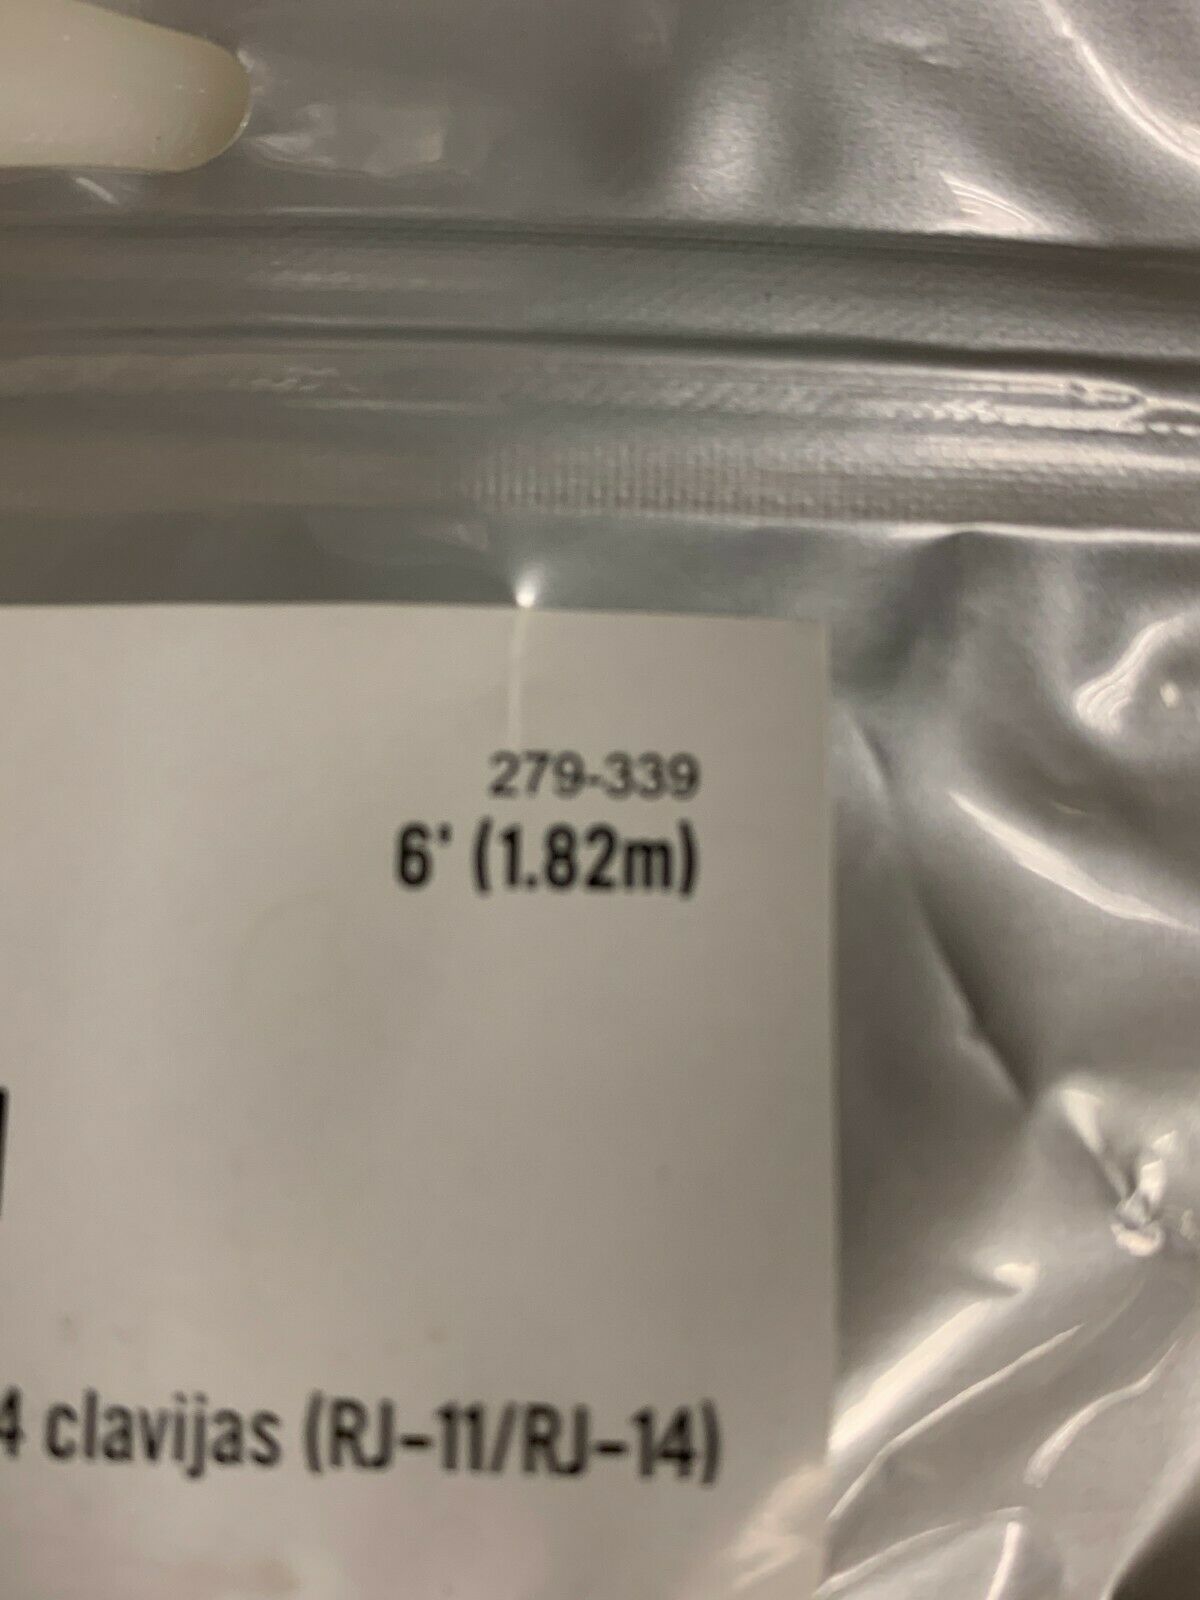 279-339
6' (1.82m)
4 clavijas (RJ-11/RJ-14)